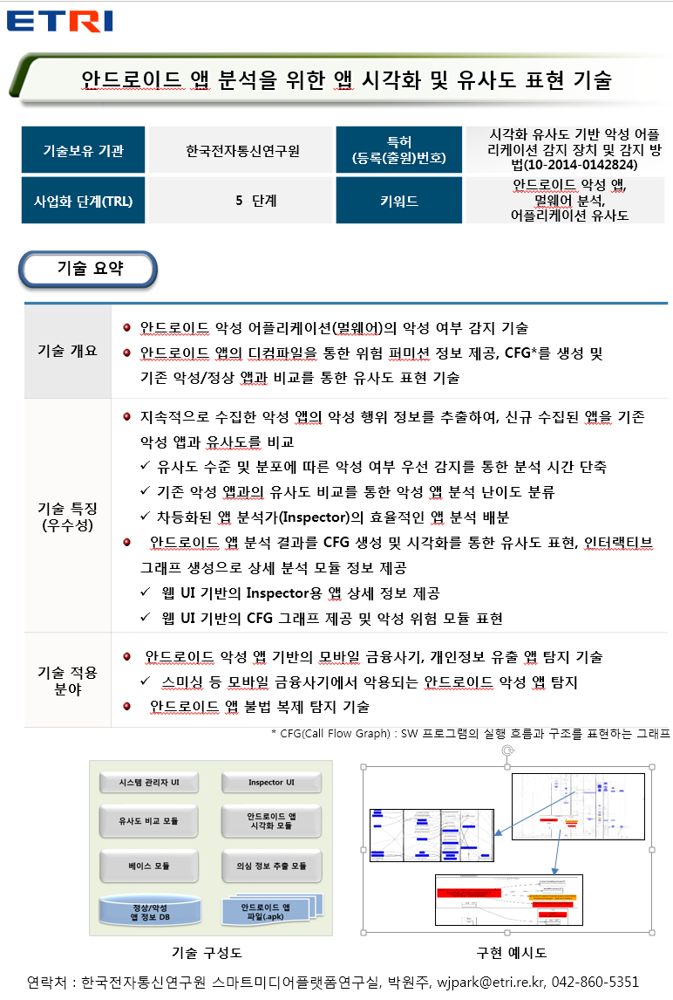 ETRI
안드로이드 앱 분석을 위한 앱 시각화 및 유사도 표현 기술
기술보유 기관
한국전자통신연구원
특허
(등록(출원)번호)
시각화 유사도 기반 악성 어플
리케이션 감지 장치 및 감지 방
법(10-2014-0142824)
사업화 단계(TRL)
5 단계
키워드
안드로이드 악성 앱,
멀웨어 분석,
어플리케이션 유사도
기술 요약
기술 개요
안드로이드 악성 어플리케이션(멀웨어)의 악성 여부 감지 기술
안드로이드 앱의 디컴파일을 통한 위험 퍼미션 정보 제공, CFG*를 생성 및
기존 악성/정상 앱과 비교를 통한 유사도 표현 기술
기술 특징
(우수성)
지속적으로 수집한 악성 앱의 악성 행위 정보를 추출하여, 신규 수집된 앱을 기존
악성 앱과 유사도를 비교
✓ 유사도 수준 및 분포에 따른 악성 여부 우선 감지를 통한 분석 시간 단축
✓ 기존 악성 앱과의 유사도 비교를 통한 악성 앱 분석 난이도 분류
✓ 차등화된 앱 분석가(Inspector)의 효율적인 앱 분석 배분
안드로이드 앱 분석 결과를 CFG 생성 및 시각화를 통한 유사도 표현, 인터랙티브
그래프 생성으로 상세 분석 모듈 정보 제공
✓ 웹 UI 기반의 Inspector용 앱 상세 정보 제공
✓ 웹 UI 기반의 CFG 그래프 제공 및 악성 위험 모듈 표현
기술 적용
분야
안드로이드 악성 앱 기반의 모바일 금융사기, 개인정보 유출 앱 탐지 기술
✓ 스미싱 등 모바일 금융사기에서 악용되는 안드로이드 악성 앱 탐지
안드로이드 앱 불법 복제 탐지 기술
* CFG(Call Flow Graph) : SW 프로그램의 실행 흐름과 구조를 표현하는 그래프
시스템 관리자 UI
Inspector UI
유사도 비교 모듈
안드로이드 앱
시각화 모듈
베이스 모듈
의심 정보 추출 모듈
정상/악성
앱 정보 DB
안드로이드 앱
파일(.apk)
기술 구성도
구현 예시도
연락처 : 한국전자통신연구원 스마트미디어플랫폼연구실, 박원주, wjpark@etri.re.kr, 042-860-5351